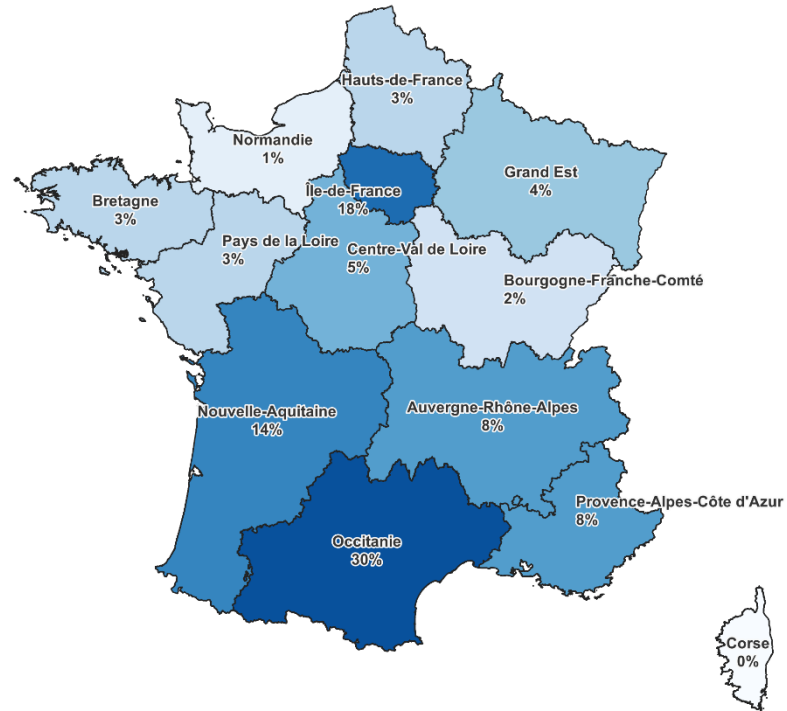 Hauts-de-France
3%
Normandie
1%
Grand Est
4%
Île-de-France
18%
Bretagne
3%
Pays de la Loire
3%
Centre-Val de Loire
5%
Bourgogne-Franche-Comté
2%
Nouvelle-Aquitaine
14%
Auvergne-Rhône-Alpes
8%
Provence-Alpes-Côte d'Azur
8%
Occitanie
30%
Corse
0%